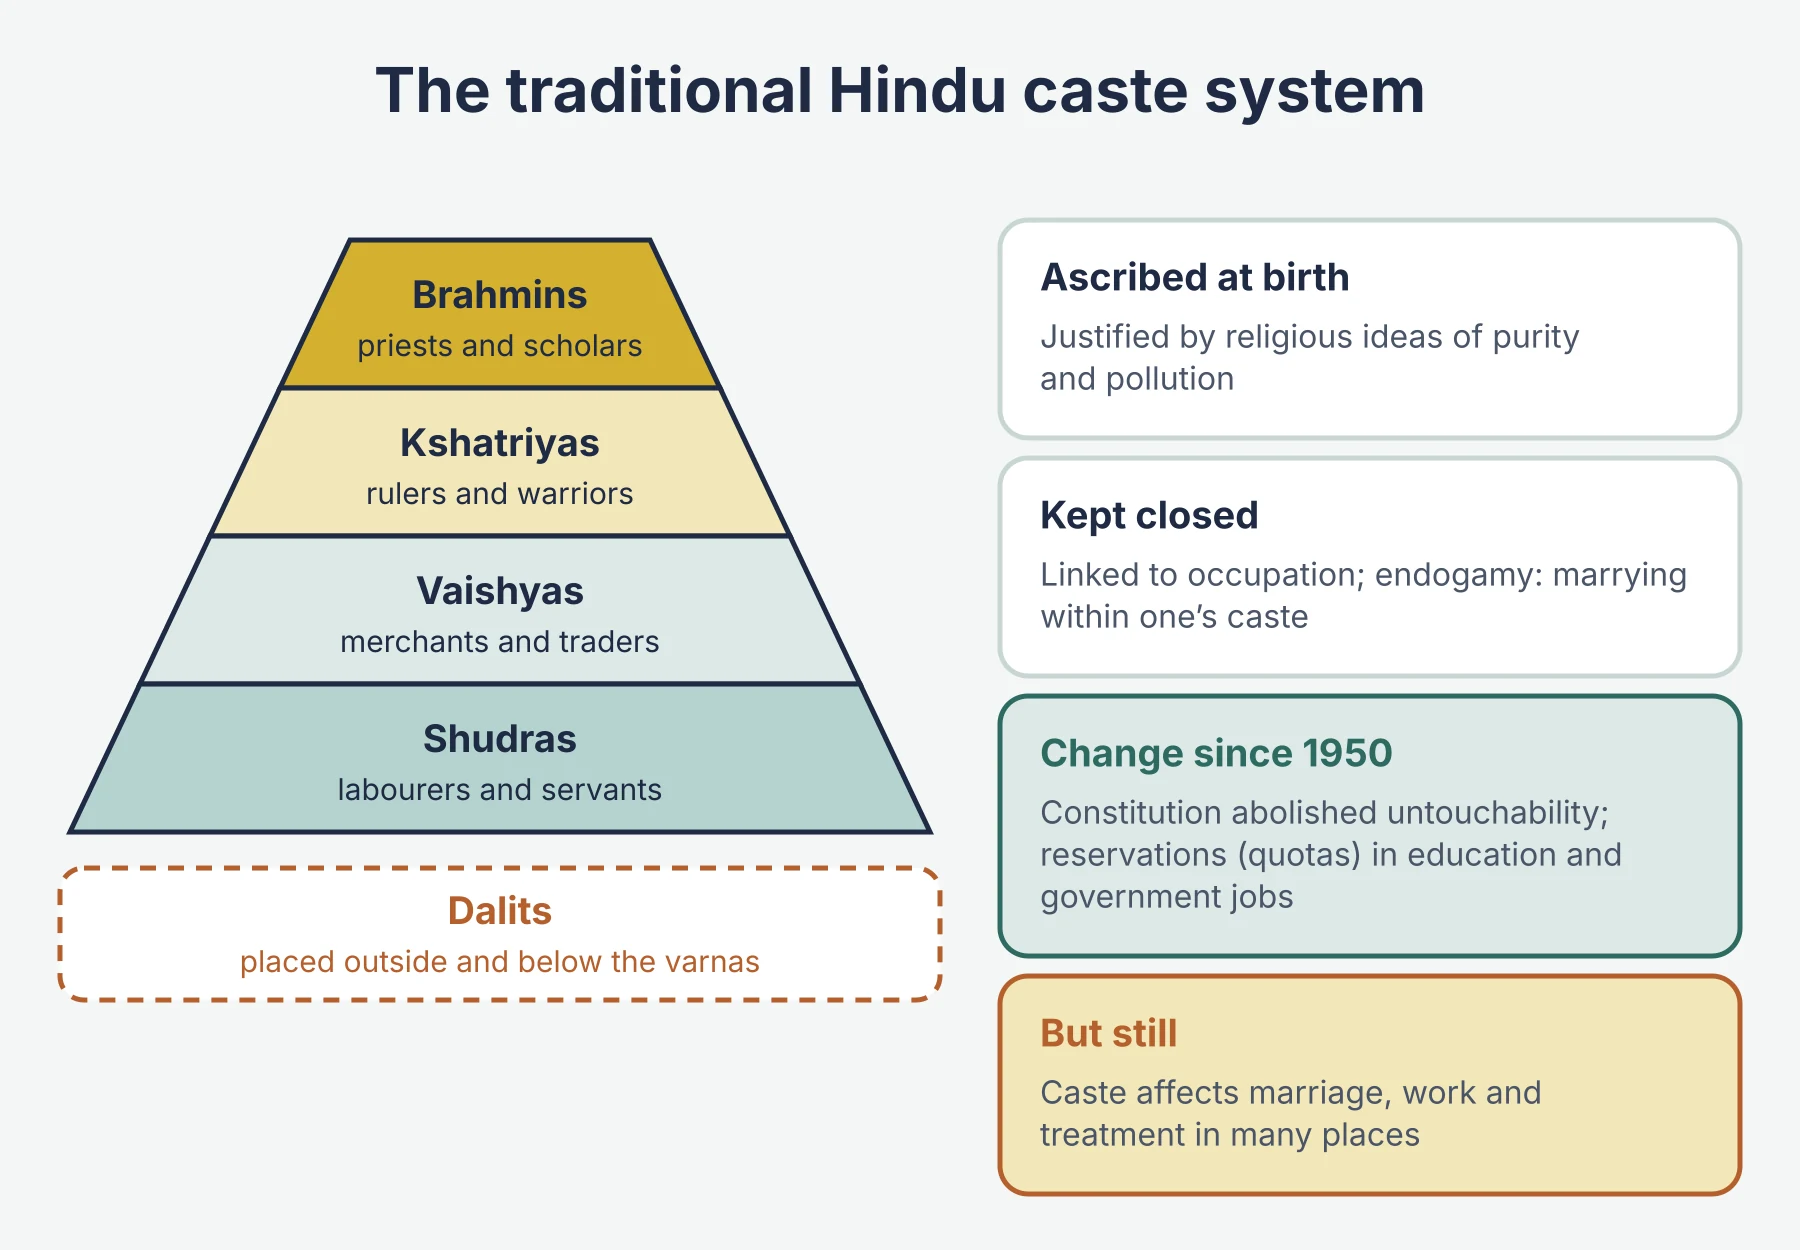 The traditional Hindu caste system
Brahmins
priests and scholars
Kshatriyas
rulers and warriors
Vaishyas
merchants and traders
Shudras
labourers and servants
Dalits
placed outside and below the varnas
Ascribed at birth
Justified by religious ideas of purity
and pollution
Kept closed
Linked to occupation; endogamy: marrying
within one’s caste
Change since 1950
Constitution abolished untouchability;
reservations (quotas) in education and
government jobs
But still
Caste affects marriage, work and
treatment in many places